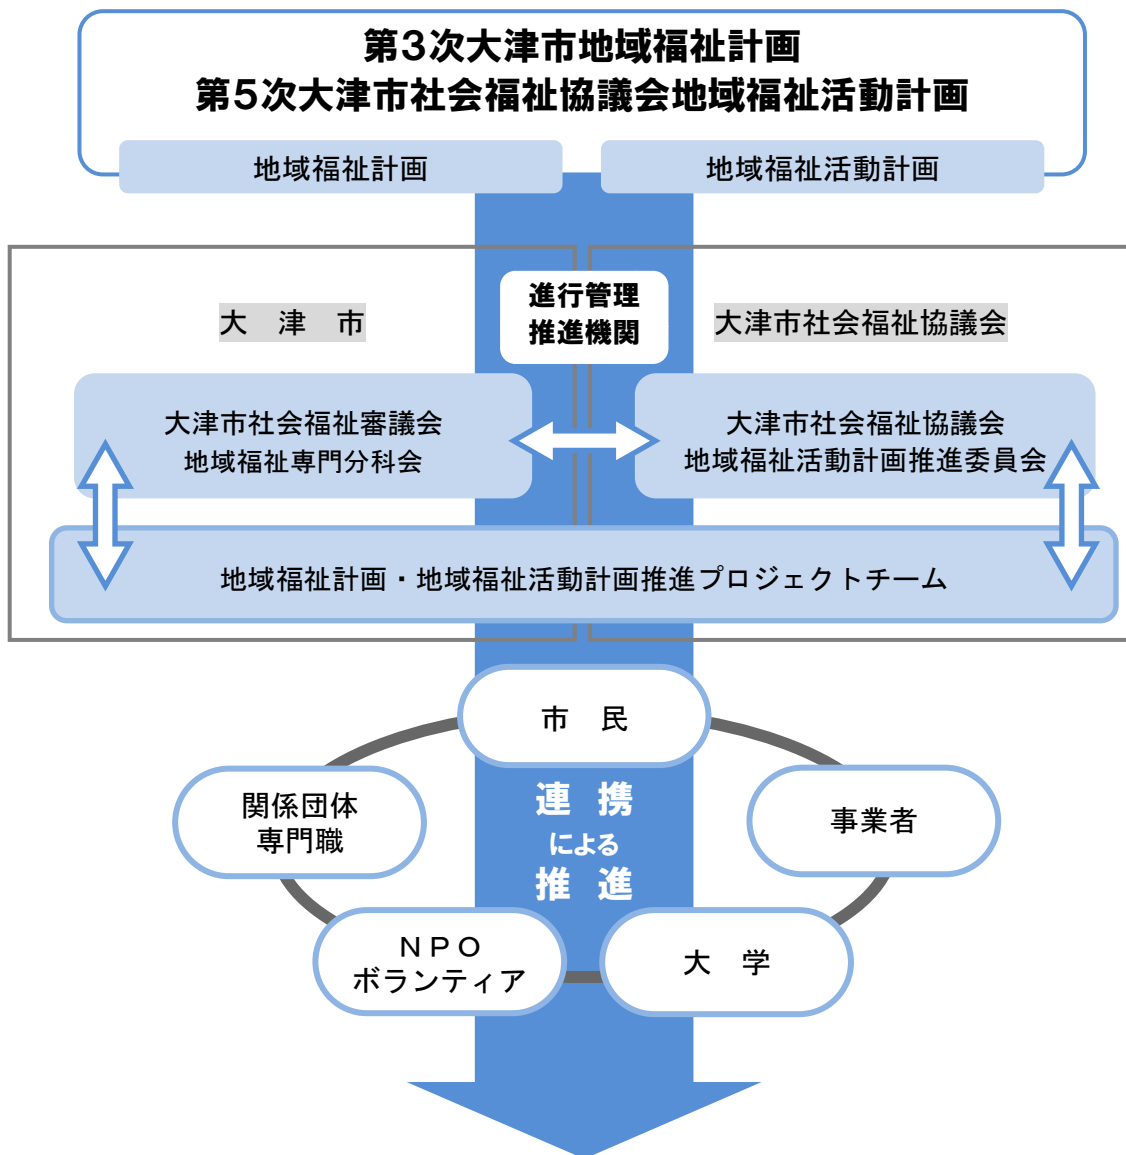 第3次大津市地域福祉計画
第5次大津市社会福祉協議会地域福祉活動計画
地域福祉計画
地域福祉活動計画
進行管理
推進機関
大　津　市
大津市社会福祉協議会
大津市社会福祉審議会
地域福祉専門分科会
大津市社会福祉協議会
地域福祉活動計画推進委員会
地域福祉計画・地域福祉活動計画推進プロジェクトチーム
市　民
関係団体
専門職
連 携
による
推 進
事業者
ＮＰＯ
ボランティア
大　学